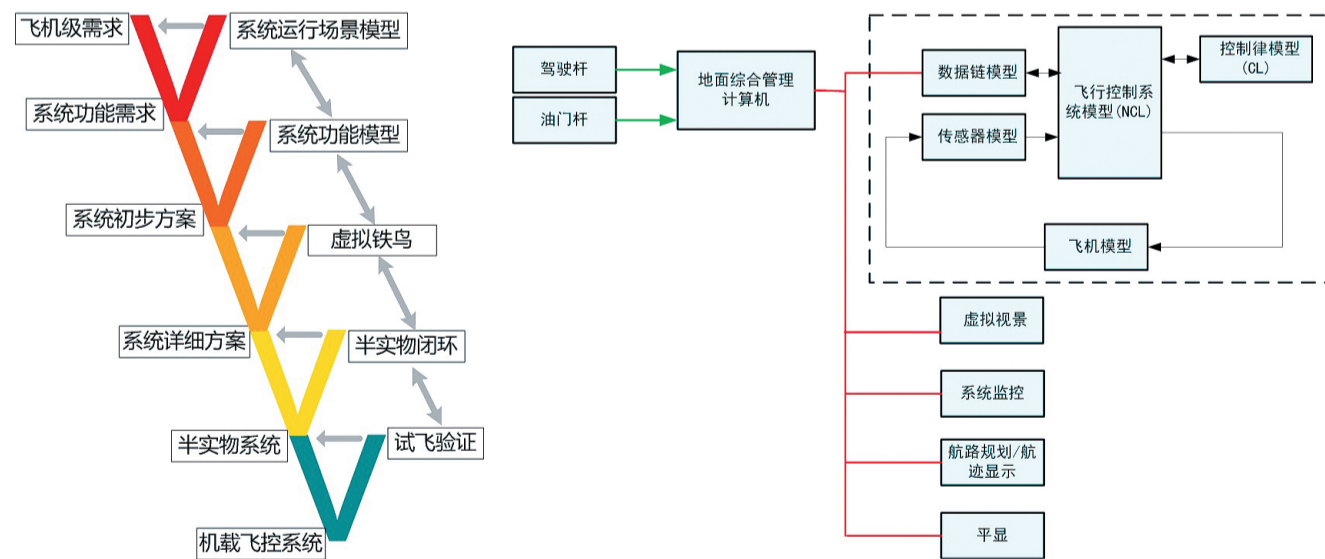 飞机级需求
系统运行场景模型
系统功能需求
系统功能模型
系统初步方案
虚拟铁鸟
系统详细方案
半实物闭环
半实物系统
试飞验证
机载飞控系统
驾驶杆
油门杆
地面综合管理
计算机
数据链模型
传感器模型
飞行控制系
统模型(NCL)
控制律模型
(CL)
飞机模型
虚拟视景
系统监控
航路规划/航
迹显示
平显